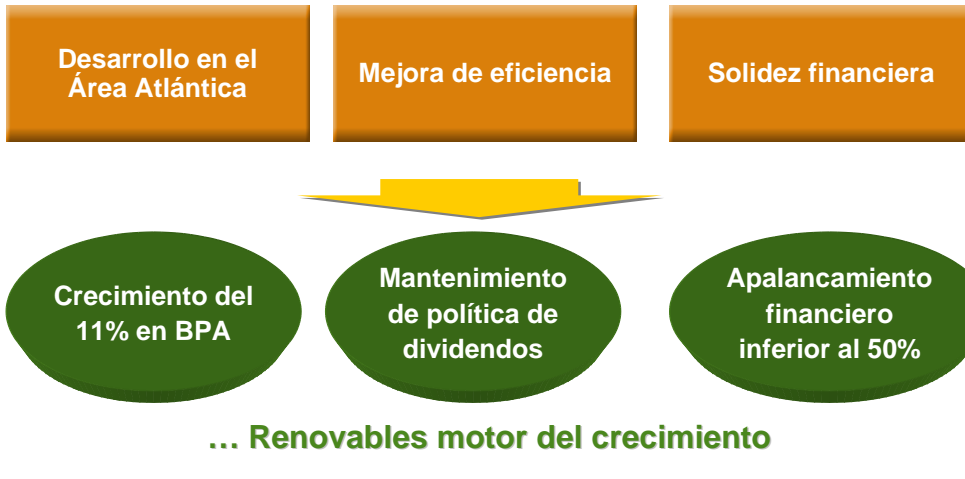 Desarrollo en el
Área Atlántica
Mejora de eficiencia
Solidez financiera
Crecimiento del
11% en BPA
Mantenimiento
de política de
dividendos
Apalancamiento
financiero
inferior al 50%
… Renovables motor del crecimiento